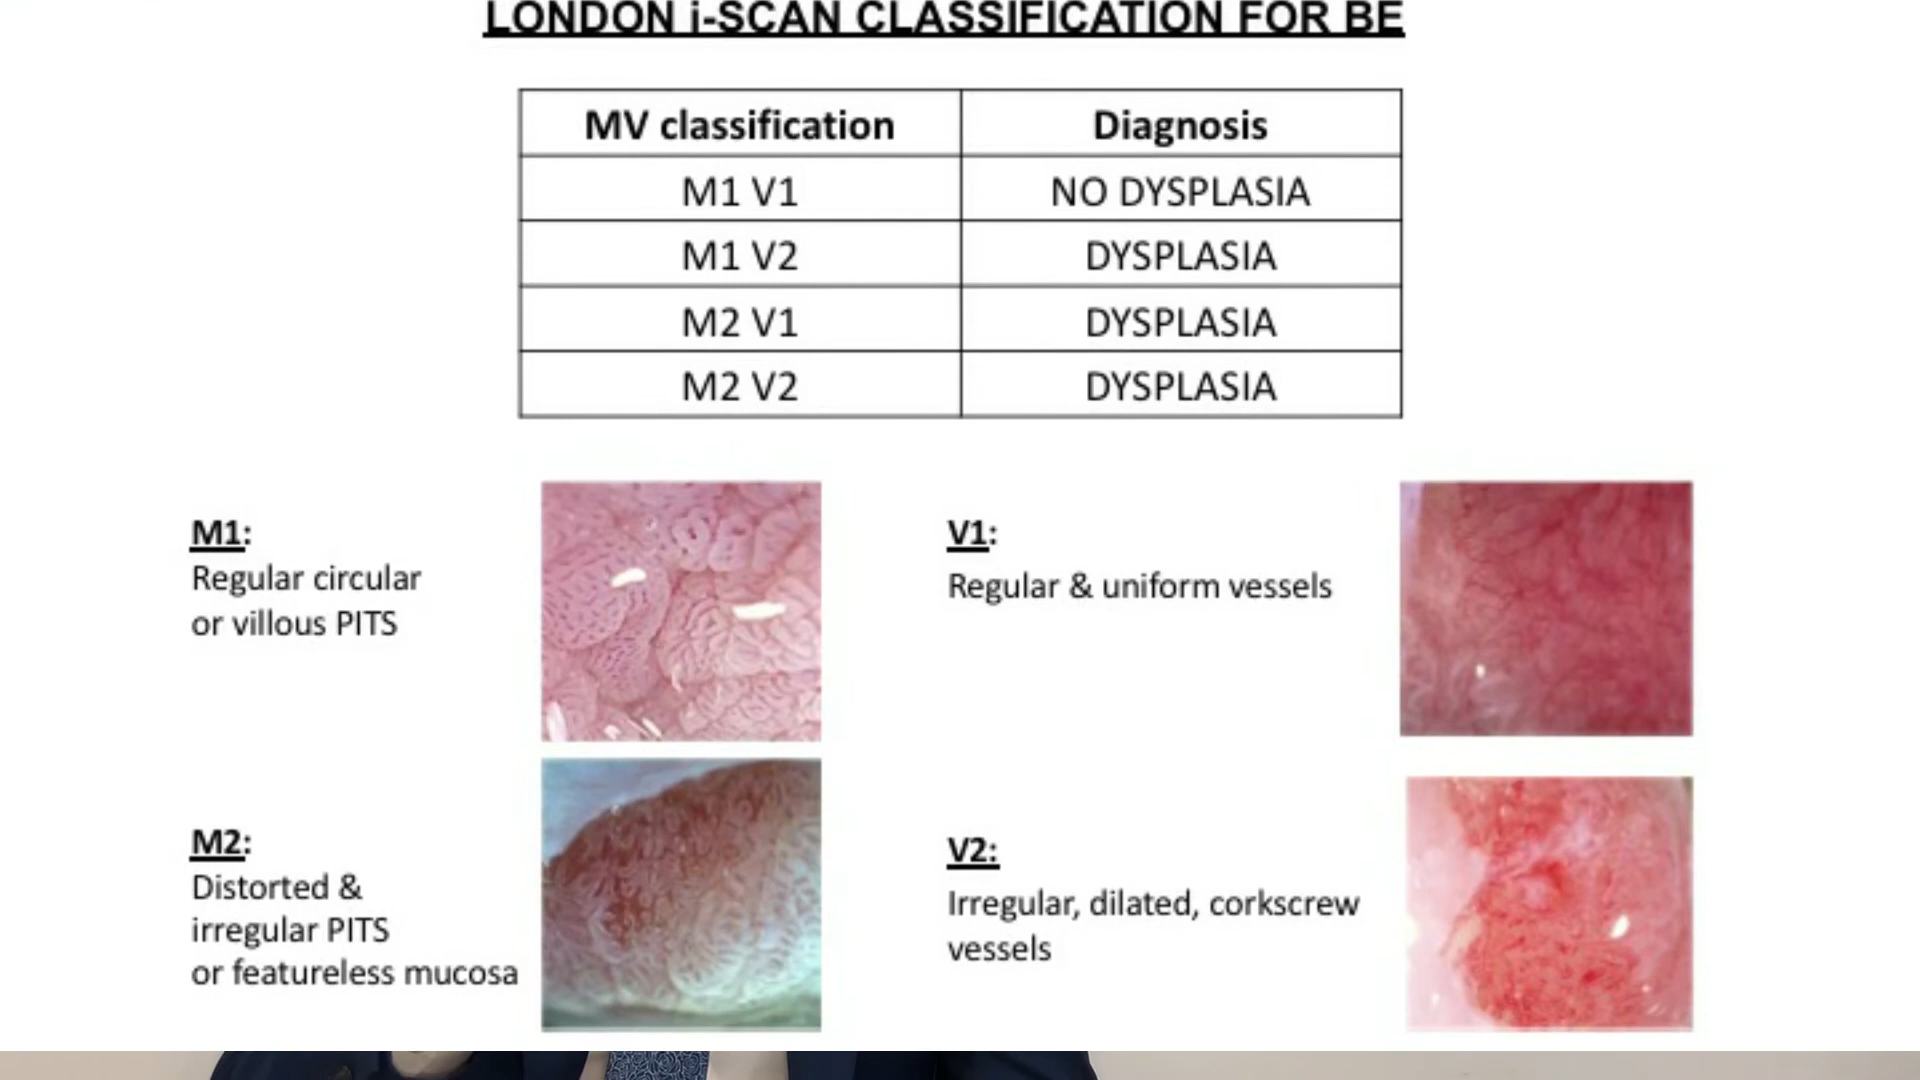 LONDON i-SCAN CLASSIFICATION FOR BE
MV classification Diagnosis
M1 V1 NO DYSPLASIA
M1 V2 DYSPLASIA
M2 V1 DYSPLASIA
M2 V2 DYSPLASIA
M1:
Regular circular
or villous PITS
V1:
Regular & uniform vessels
M2:
Distorted &
irregular PITS
or featureless mucosa
V2:
Irregular, dilated, corkscrew
vessels